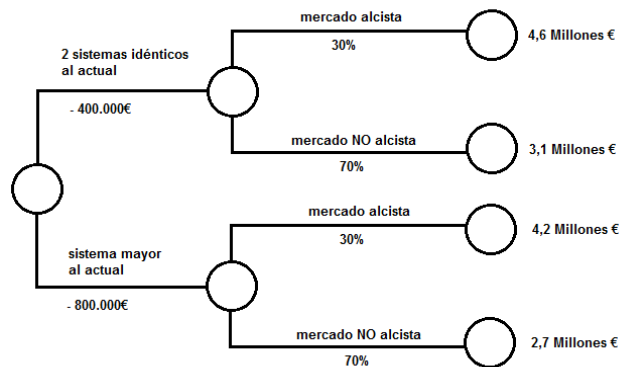 mercado alcista
30%
4,6 Millones €
2 sistemas idénticos
al actual
- 400.000€
mercado NO alcista
70%
3,1 Millones €
mercado alcista
30%
4,2 Millones €
sistema mayor
al actual
- 800.000€
mercado NO alcista
70%
2,7 Millones €